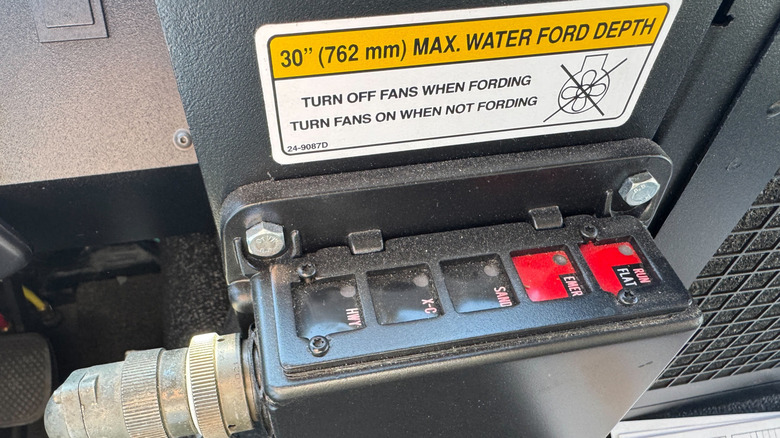 30" (762 mm) MAX. WATER FORD DEPTH
TURN OFF FANS WHEN FORDING
TURN FANS ON WHEN NOT FORDING
24-9087D
HWY
X-C
SAND
EMER
RUN
FLAT